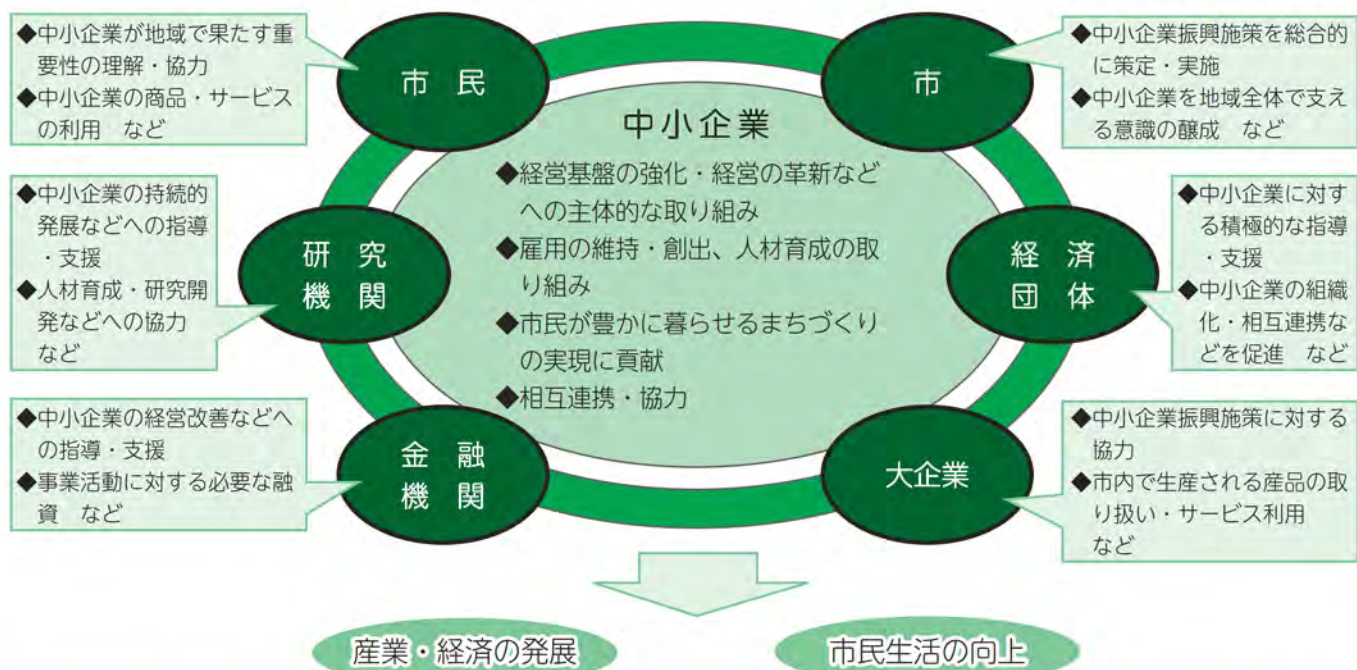 ◆中小企業が地域で果たす重
要性の理解・協力
◆中小企業の商品・サービス
の利用　など
市　民
市
◆中小企業振興施策を総合的
に策定・実施
◆中小企業を地域全体で支え
る意識の醸成　など
中小企業
◆経営基盤の強化・経営の革新など
への主体的な取り組み
◆雇用の維持・創出、人材育成の取
り組み
◆市民が豊かに暮らせるまちづくり
の実現に貢献
◆相互連携・協力
◆中小企業の持続的
発展などへの指導
・支援
◆人材育成・研究開
発などへの協力
など
研　究
機　関
経　済
団　体
◆中小企業に対す
る積極的な指導
・支援
◆中小企業の組織
化・相互連携な
どを促進　など
◆中小企業の経営改善などへ
の指導・支援
◆事業活動に対する必要な融
資　など
金　融
機　関
大企業
◆中小企業振興施策に対する
協力
◆市内で生産される産品の取
り扱い・サービス利用
など
産業・経済の発展
市民生活の向上